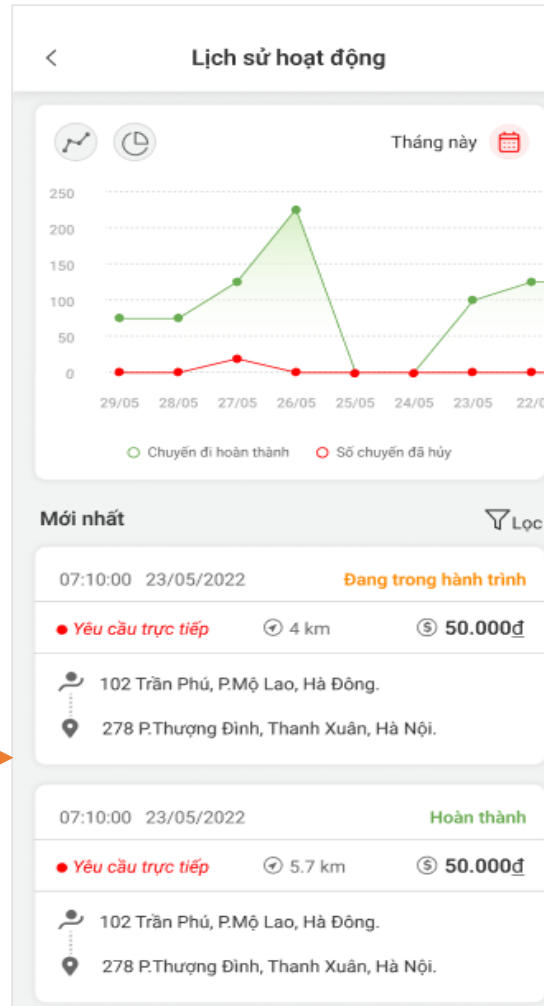 Lịch sử hoạt động
Tháng này
250
200
150
100
50
0
29/05 28/05 27/05 26/05 25/05 24/05 23/05 22/0
Chuyến đi hoàn thành Số chuyến đã hủy
Mới nhất Lọc
07:10:00 23/05/2022 Đang trong hành trình
Yêu cầu trực tiếp 4 km 50.000₫
102 Trần Phú, P.Mộ Lao, Hà Đông.
278 P.Thượng Đình, Thanh Xuân, Hà Nội.
07:10:00 23/05/2022 Hoàn thành
Yêu cầu trực tiếp 5.7 km 50.000₫
102 Trần Phú, P.Mộ Lao, Hà Đông.
278 P.Thượng Đình, Thanh Xuân, Hà Nội.